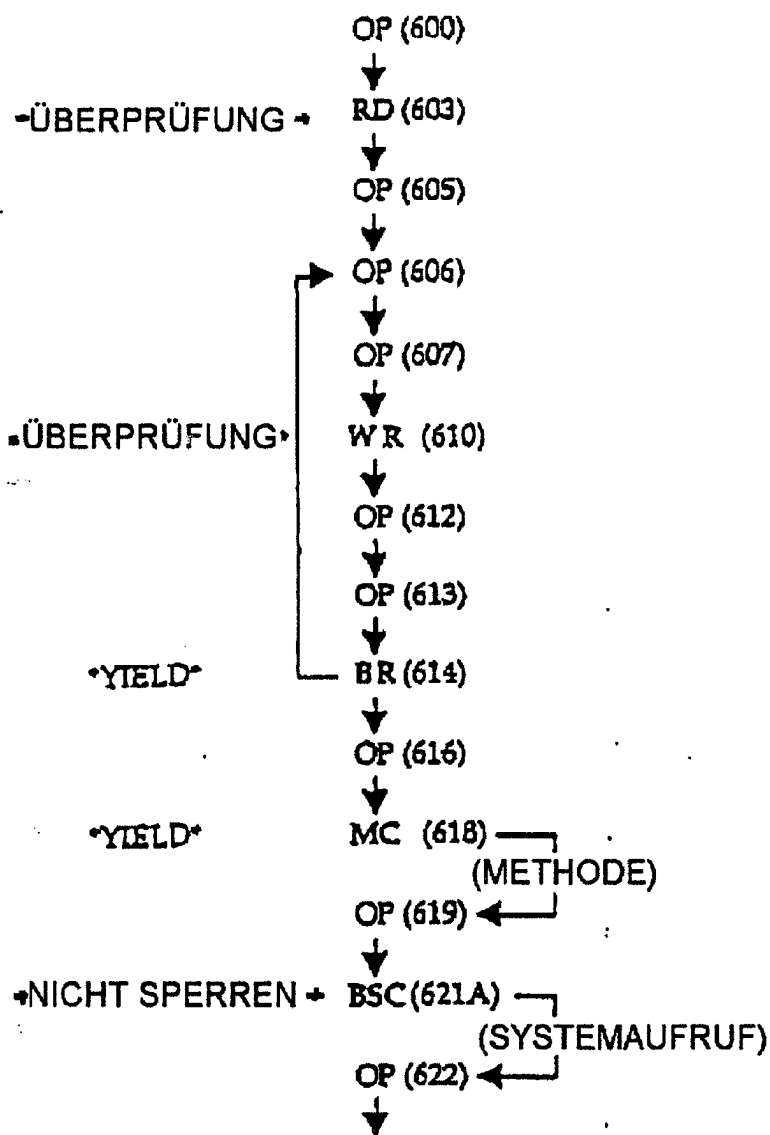 OP (600)
*ÜBERPRÜFUNG* RD (603)
OP (605)
OP (606)
OP (607)
*ÜBERPRÜFUNG* WR (610)
OP (612)
OP (613)
*YIELD* BR (614)
OP (616)
*YIELD* MC (618)
(METHODE)
OP (619)
*NICHT SPERREN* BSC (621A)
(SYSTEMAUFRUF)
OP (622)